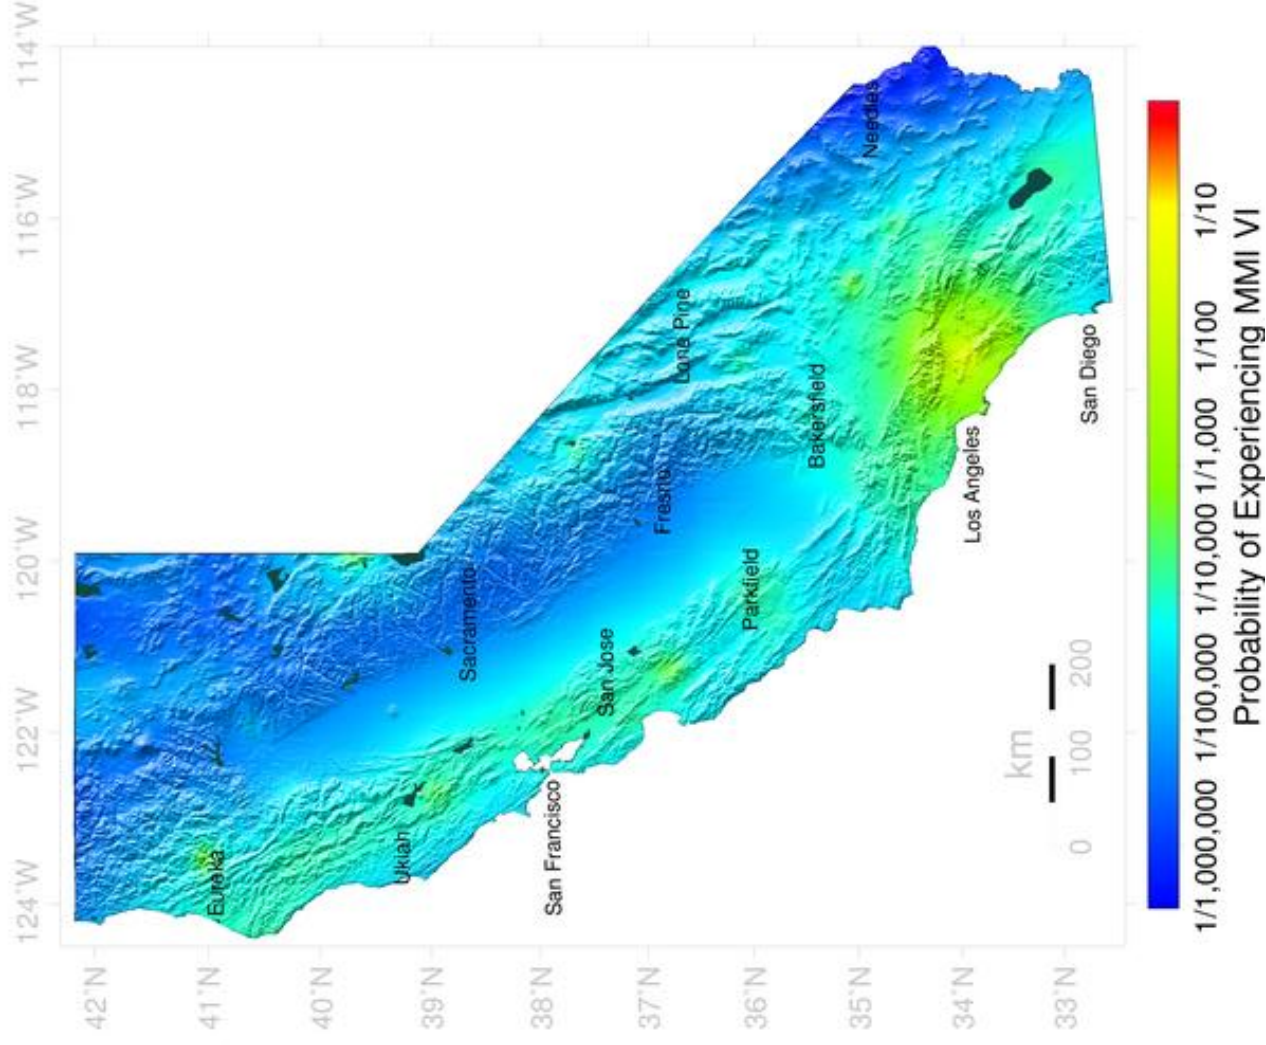 114˚W
116˚W
118˚W
120˚W
122˚W
124˚W
42˚N
41˚N
40˚N
39˚N
38˚N
37˚N
36˚N
35˚N
34˚N
33˚N
Eureka
Ukiah
Sacramento
San Francisco
San Jose
Fresno
Parkfield
Lone Pine
Bakersfield
Needles
Los Angeles
San Diego
km
0 100 200
1/1,000,000 1/100,000 1/10,000 1/1,000 1/100 1/10
Probability of Experiencing MMI VI